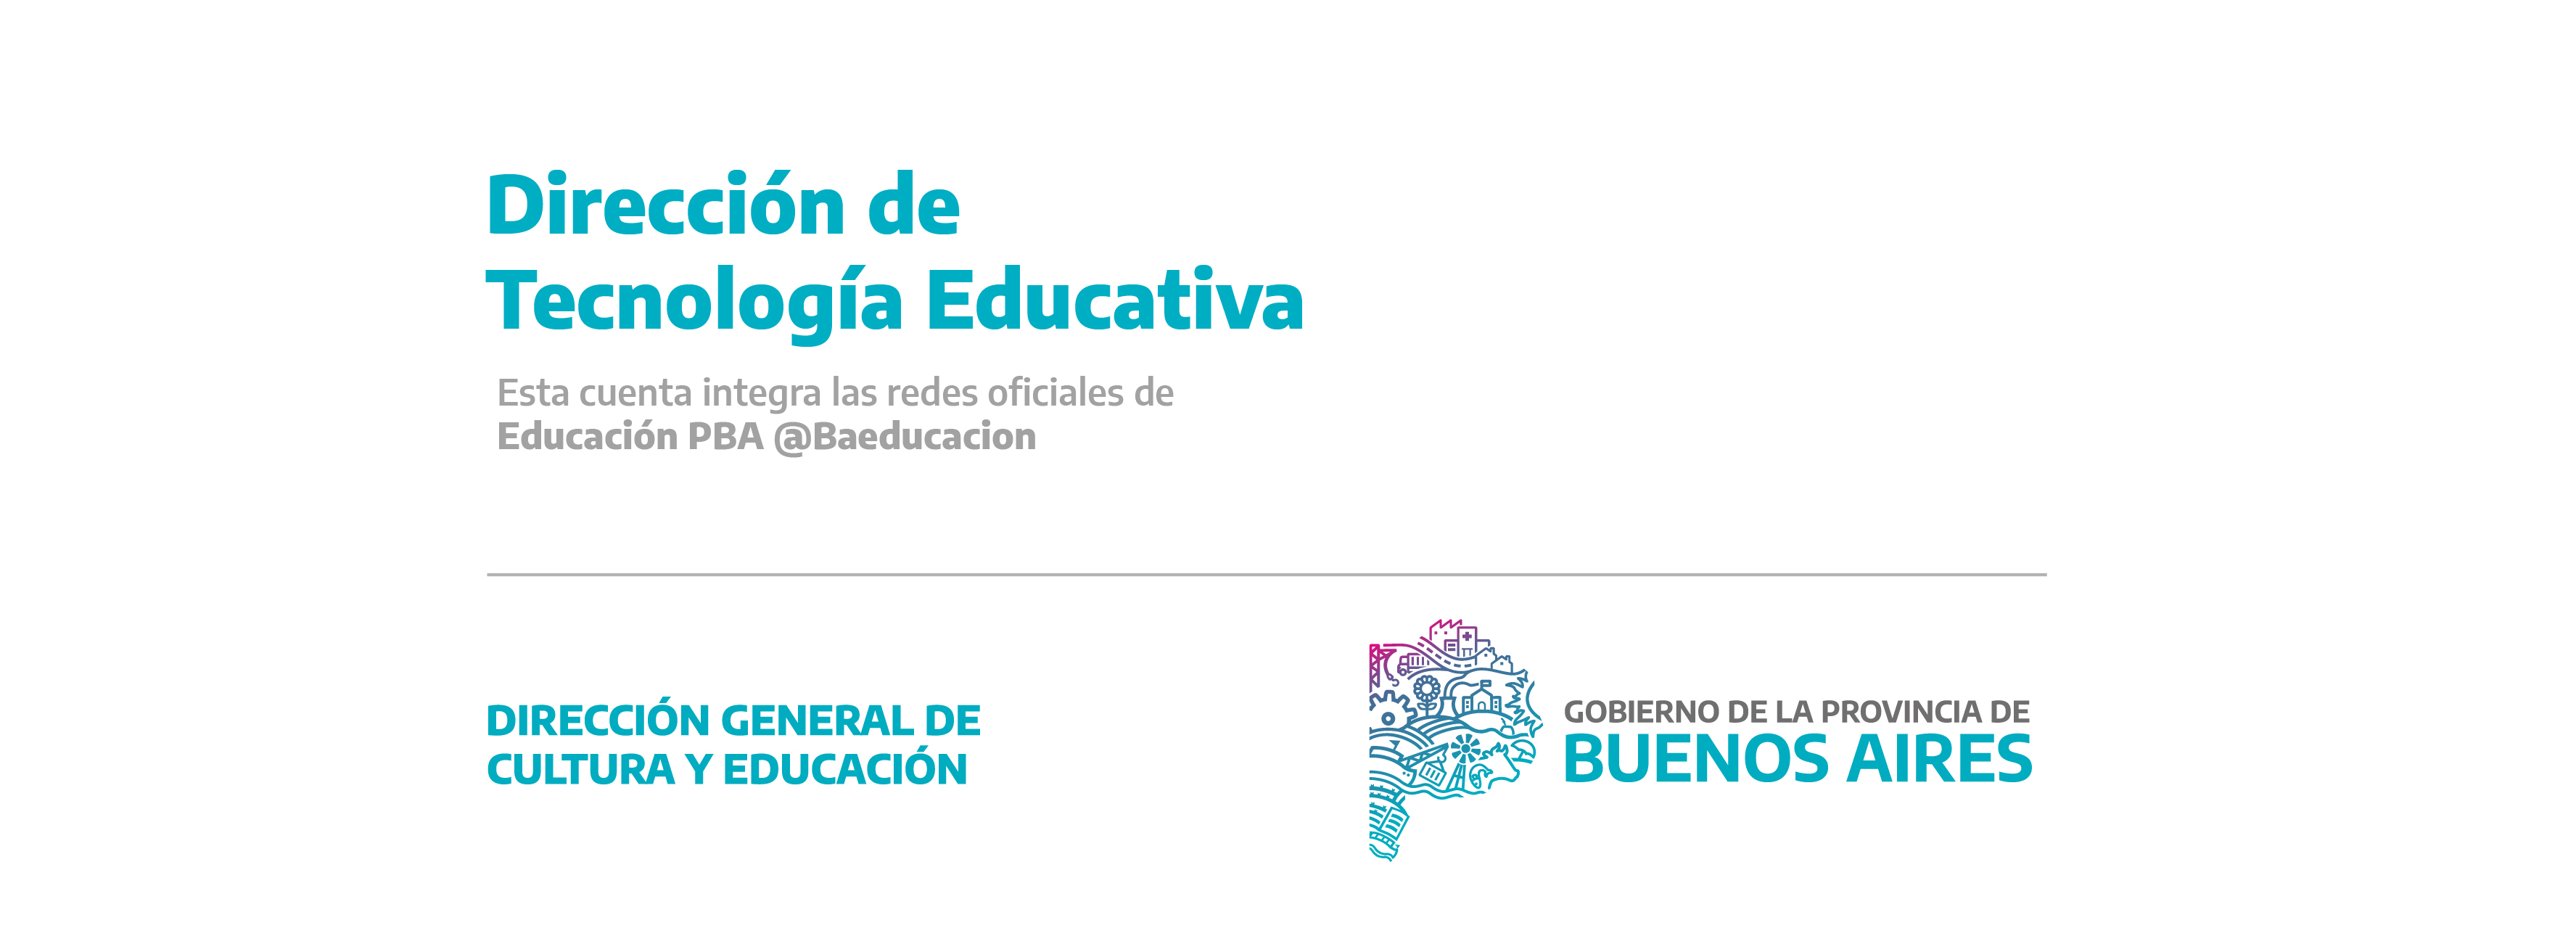 Dirección de
Tecnología Educativa
Esta cuenta integra las redes oficiales de
Educación PBA @Baeducacion
DIRECCIÓN GENERAL DE
CULTURA Y EDUCACIÓN
GOBIERNO DE LA PROVINCIA DE
BUENOS AIRES